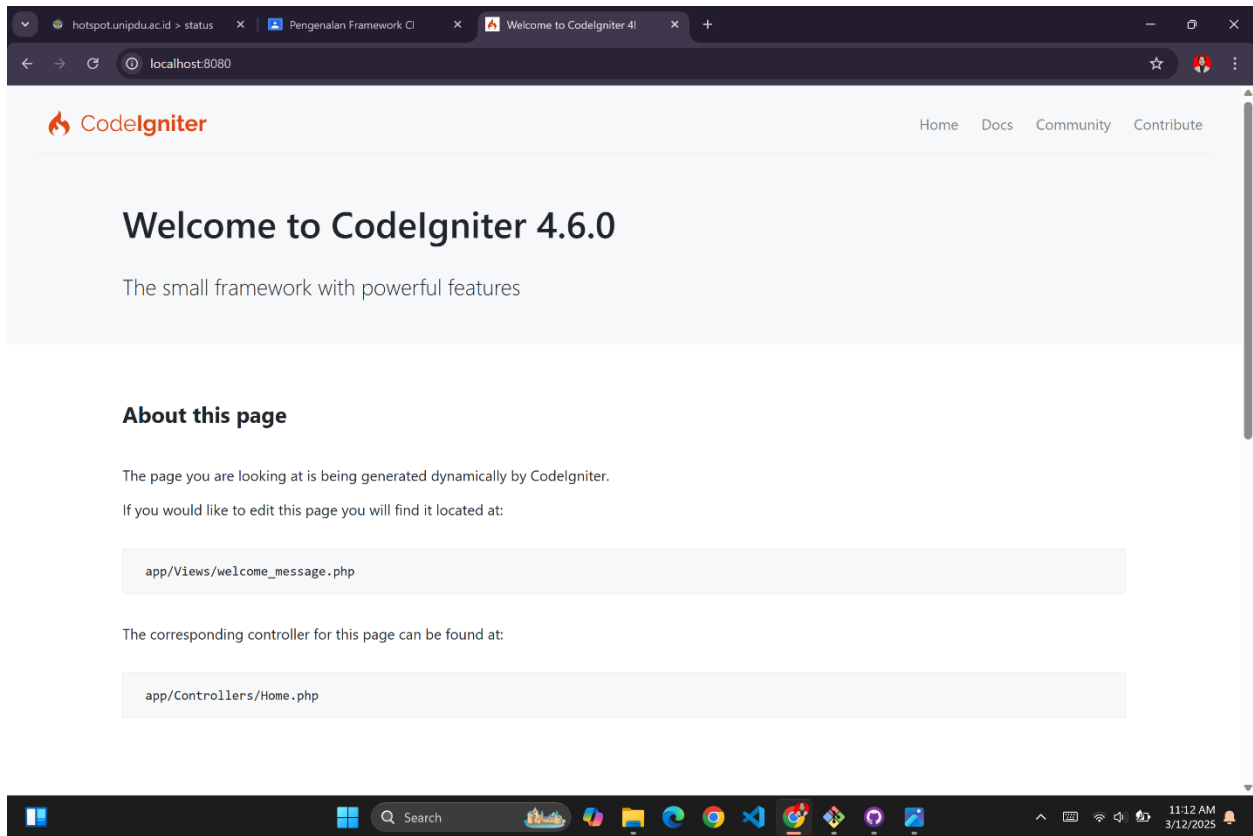 hotspot.unipdu.ac.id > status
Pengenalan Framework CI
Welcome to CodeIgniter 4!
localhost:8080
CodeIgniter
Home Docs Community Contribute
Welcome to CodeIgniter 4.6.0
The small framework with powerful features
About this page
The page you are looking at is being generated dynamically by CodeIgniter.
If you would like to edit this page you will find it located at:
app/Views/welcome_message.php
The corresponding controller for this page can be found at:
app/Controllers/Home.php
Search
11:12 AM
3/12/2025